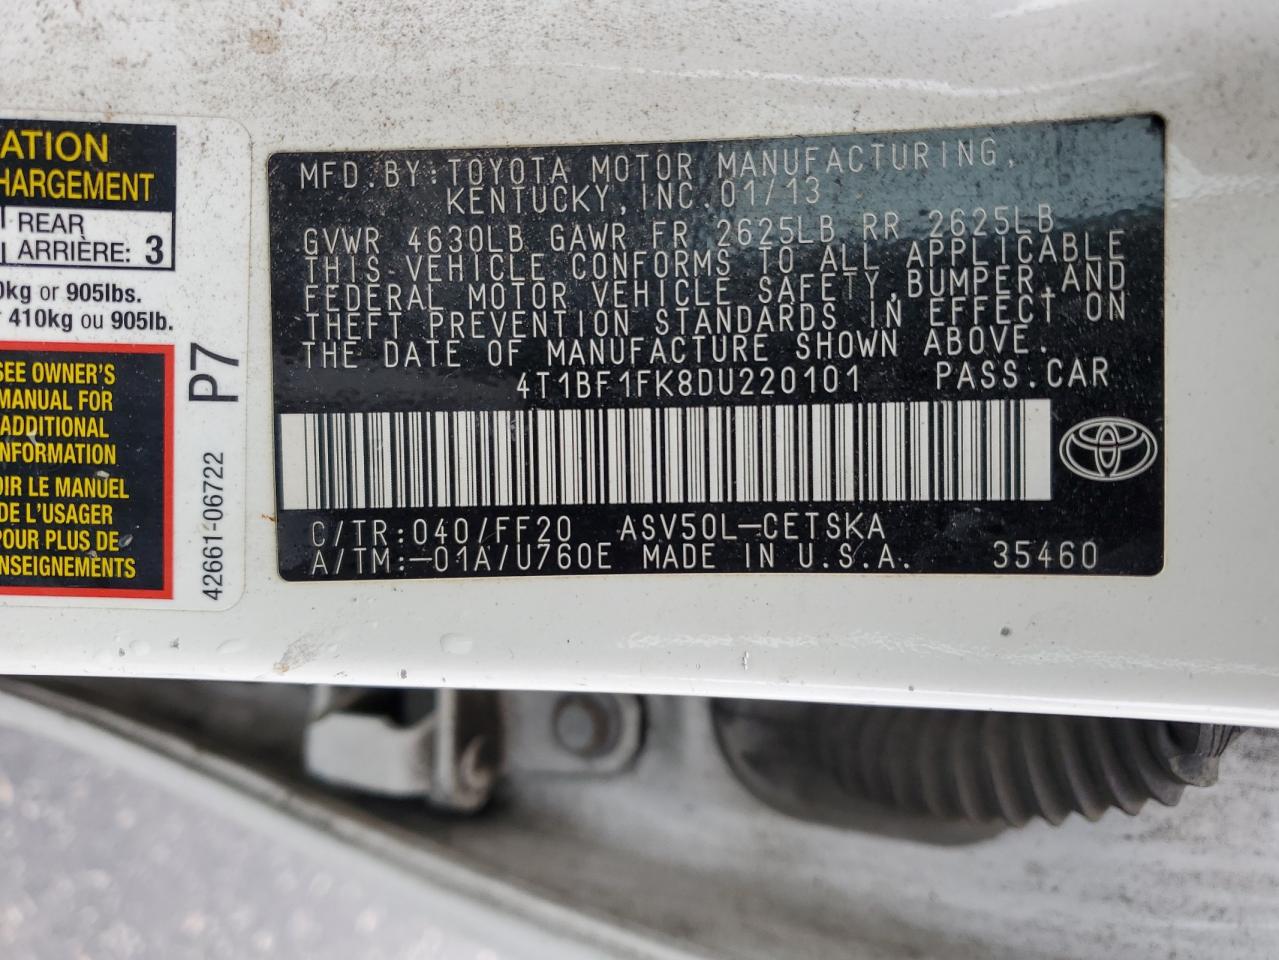 ATION
HARGEMENT
REAR
ARRIÈRE: 3
0kg or 905lbs.
410kg ou 905lb.
SEE OWNER'S
MANUAL FOR
ADDITIONAL
NFORMATION
OIR LE MANUEL
DE L'USAGER
POUR PLUS DE
NSEIGNEMENTS
P7
42661-06722
MFD.BY:TOYOTA MOTOR MANUFACTURING,
KENTUCKY,INC.01/13
GVWR 4630LB GAWR FR 2625LB RR 2625LB
THIS VEHICLE CONFORMS TO ALL APPLICABLE
FEDERAL MOTOR VEHICLE SAFETY,BUMPER,AND
THEFT PREVENTION STANDARDS IN EFFECT ON
THE DATE OF MANUFACTURE SHOWN ABOVE.
4T1BF1FK8DU220101 PASS.CAR
C/TR:040/FF20 ASV50L-CETSKA
A/TM:-01A/U760E MADE IN U.S.A. 35460